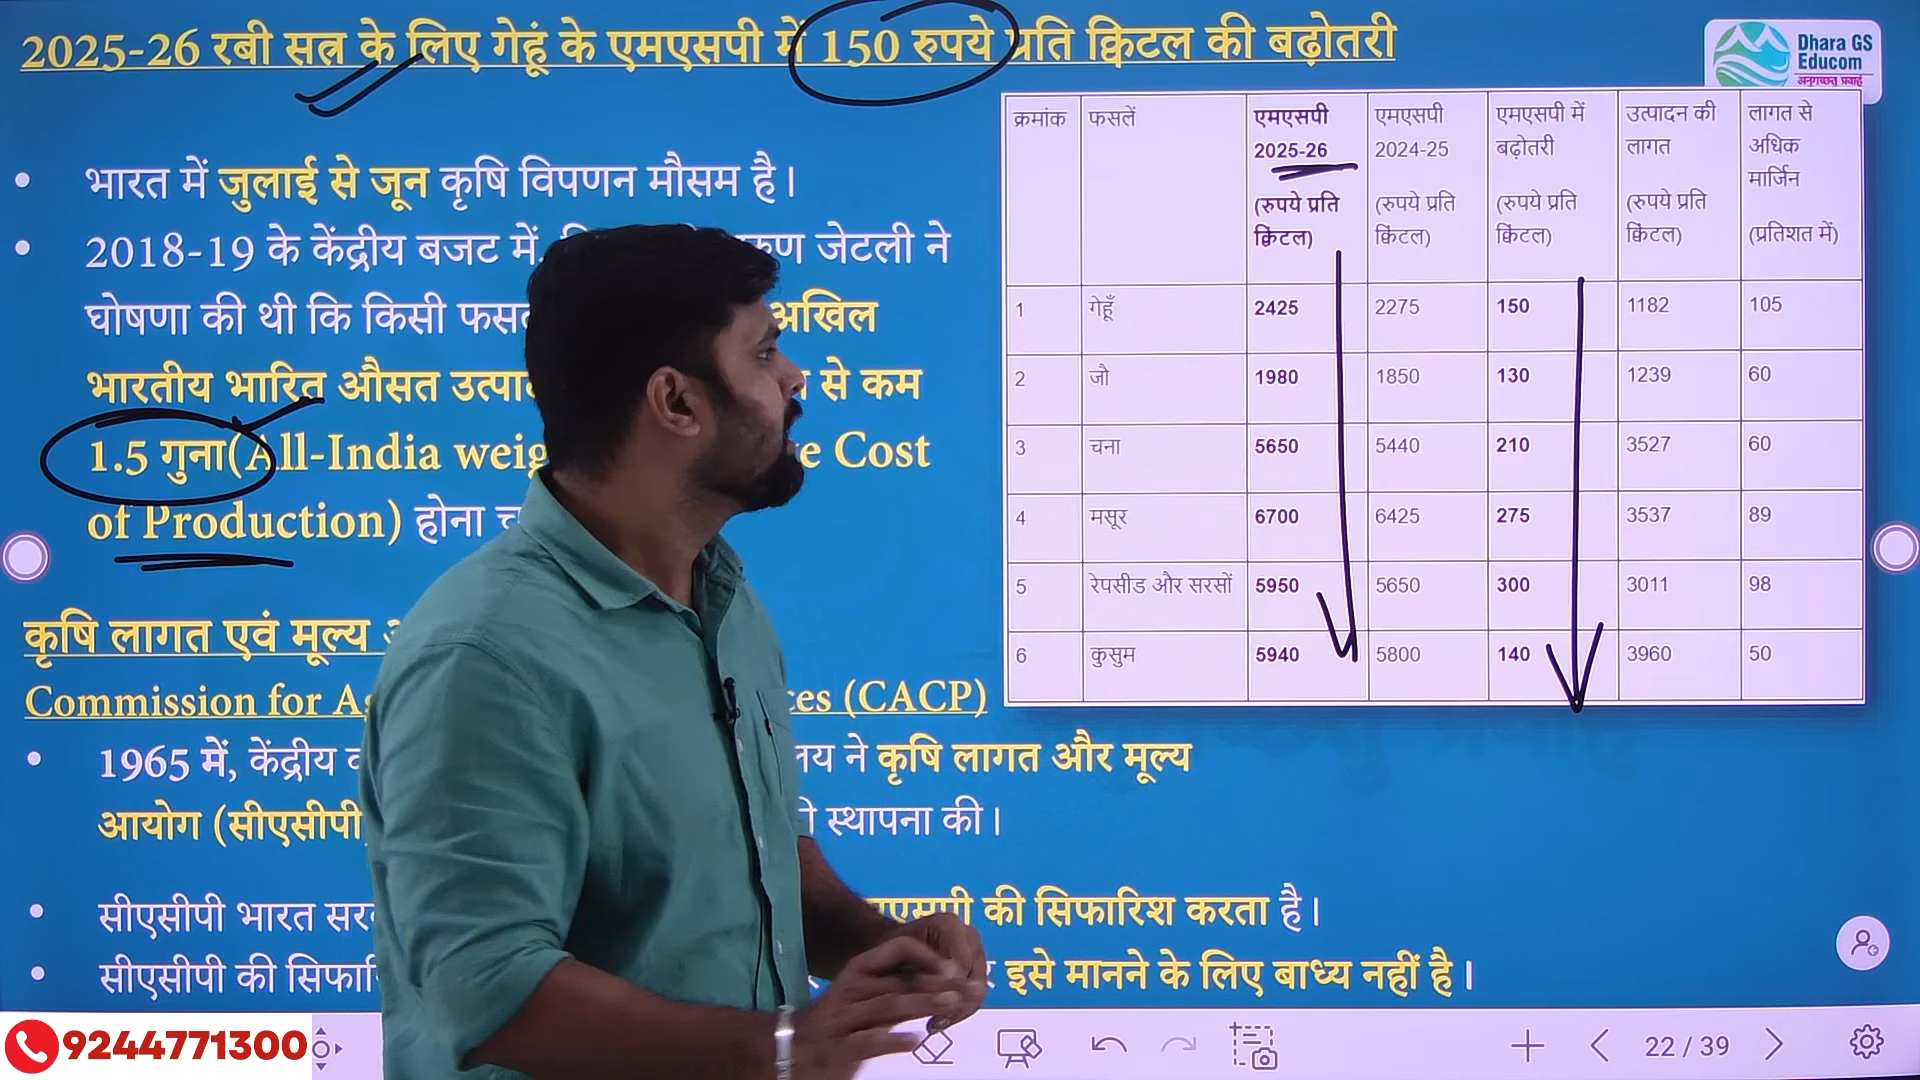 2025-26 रबी सत्र के लिए गेहूं के एमएसपी में 150 रुपये प्रति क्विंटल की बढ़ोतरी
Dhara GS
Educom
• भारत में जुलाई से जून कृषि विपणन मौसम है।
• 2018-19 के केंद्रीय बजट में जेटली ने
घोषणा की थी कि किसी अखिल
भारतीय भारित औसत से कम
1.5 गुना(All-India Cost
of Production) होना
कृषि लागत एवं मूल्य
Commission for (CACP)
• 1965 में, केंद्रीय ने कृषि लागत और मूल्य
आयोग (सीएसीपी की स्थापना की।
• सीएसीपी भारत की सिफारिश करता है।
• सीएसीपी की इसे मानने के लिए बाध्य नहीं है।
क्रमांक फसलें एमएसपी 2025-26 (रुपये प्रति क्विंटल) एमएसपी 2024-25 (रुपये प्रति क्विंटल) एमएसपी में बढ़ोतरी (रुपये प्रति क्विंटल) उत्पादन की लागत (रुपये प्रति क्विंटल) लागत से अधिक मार्जिन (प्रतिशत में)
1 गेहूँ 2425 2275 150 1182 105
2 जौ 1980 1850 130 1239 60
3 चना 5650 5440 210 3527 60
4 मसूर 6700 6425 275 3537 89
5 रेपसीड और सरसों 5950 5650 300 3011 98
6 कुसुम 5940 5800 140 3960 50
9244771300
22 / 39